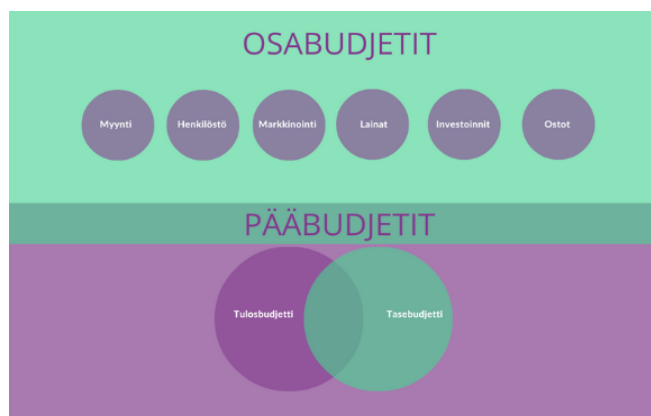 OSABUDJETIT
Myynti Henkilöstö Markkinointi Lainat Investoinnit Ostot
PÄÄBUDJETIT
Tulosbudjetti Tasebudjetti